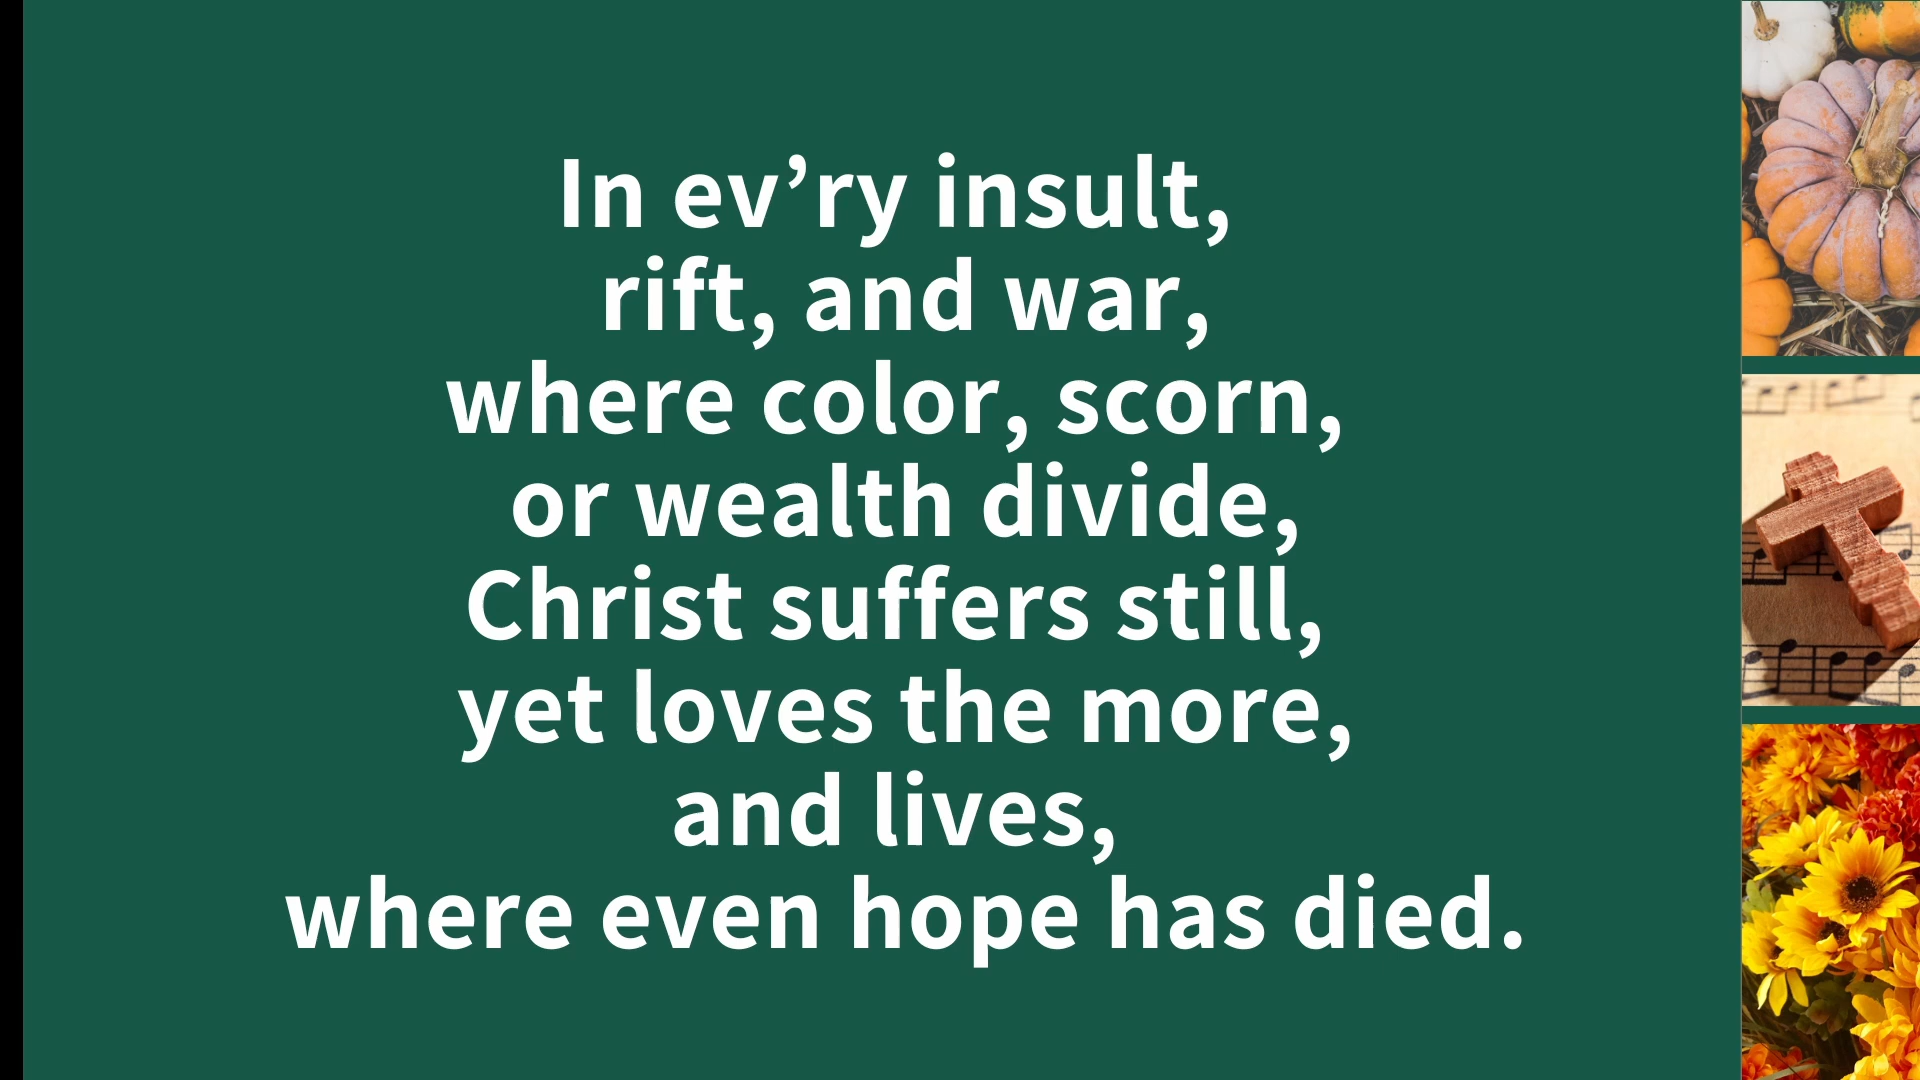 In ev’ry insult,
rift, and war,
where color, scorn,
or wealth divide,
Christ suffers still,
yet loves the more,
and lives,
where even hope has died.